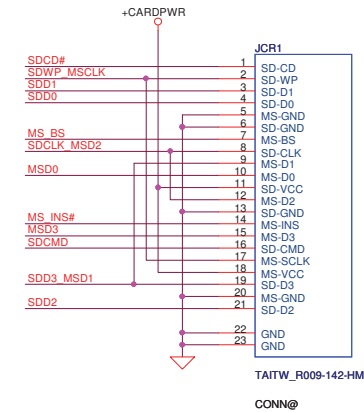 +CARDPWR
JCR1
SDCD# 1 SD-CD
SDWP_MSCLK 2 SD-WP
SDD1 3 SD-D1
SDD0 4 SD-D0
5 MS-GND
6 SD-GND
MS_BS 7 MS-BS
SDCLK_MSD2 8 SD-CLK
9 MS-D1
MSD0 10 MS-D0
11 SD-VCC
12 MS-D2
13 SD-GND
MS_INS# 14 MS-INS
MSD3 15 MS-D3
SDCMD 16 SD-CMD
17 MS-SCLK
18 MS-VCC
SDD3_MSD1 19 SD-D3
20 MS-GND
SDD2 21 SD-D2
22 GND
23 GND
TAITW_R009-142-HM
CONN@